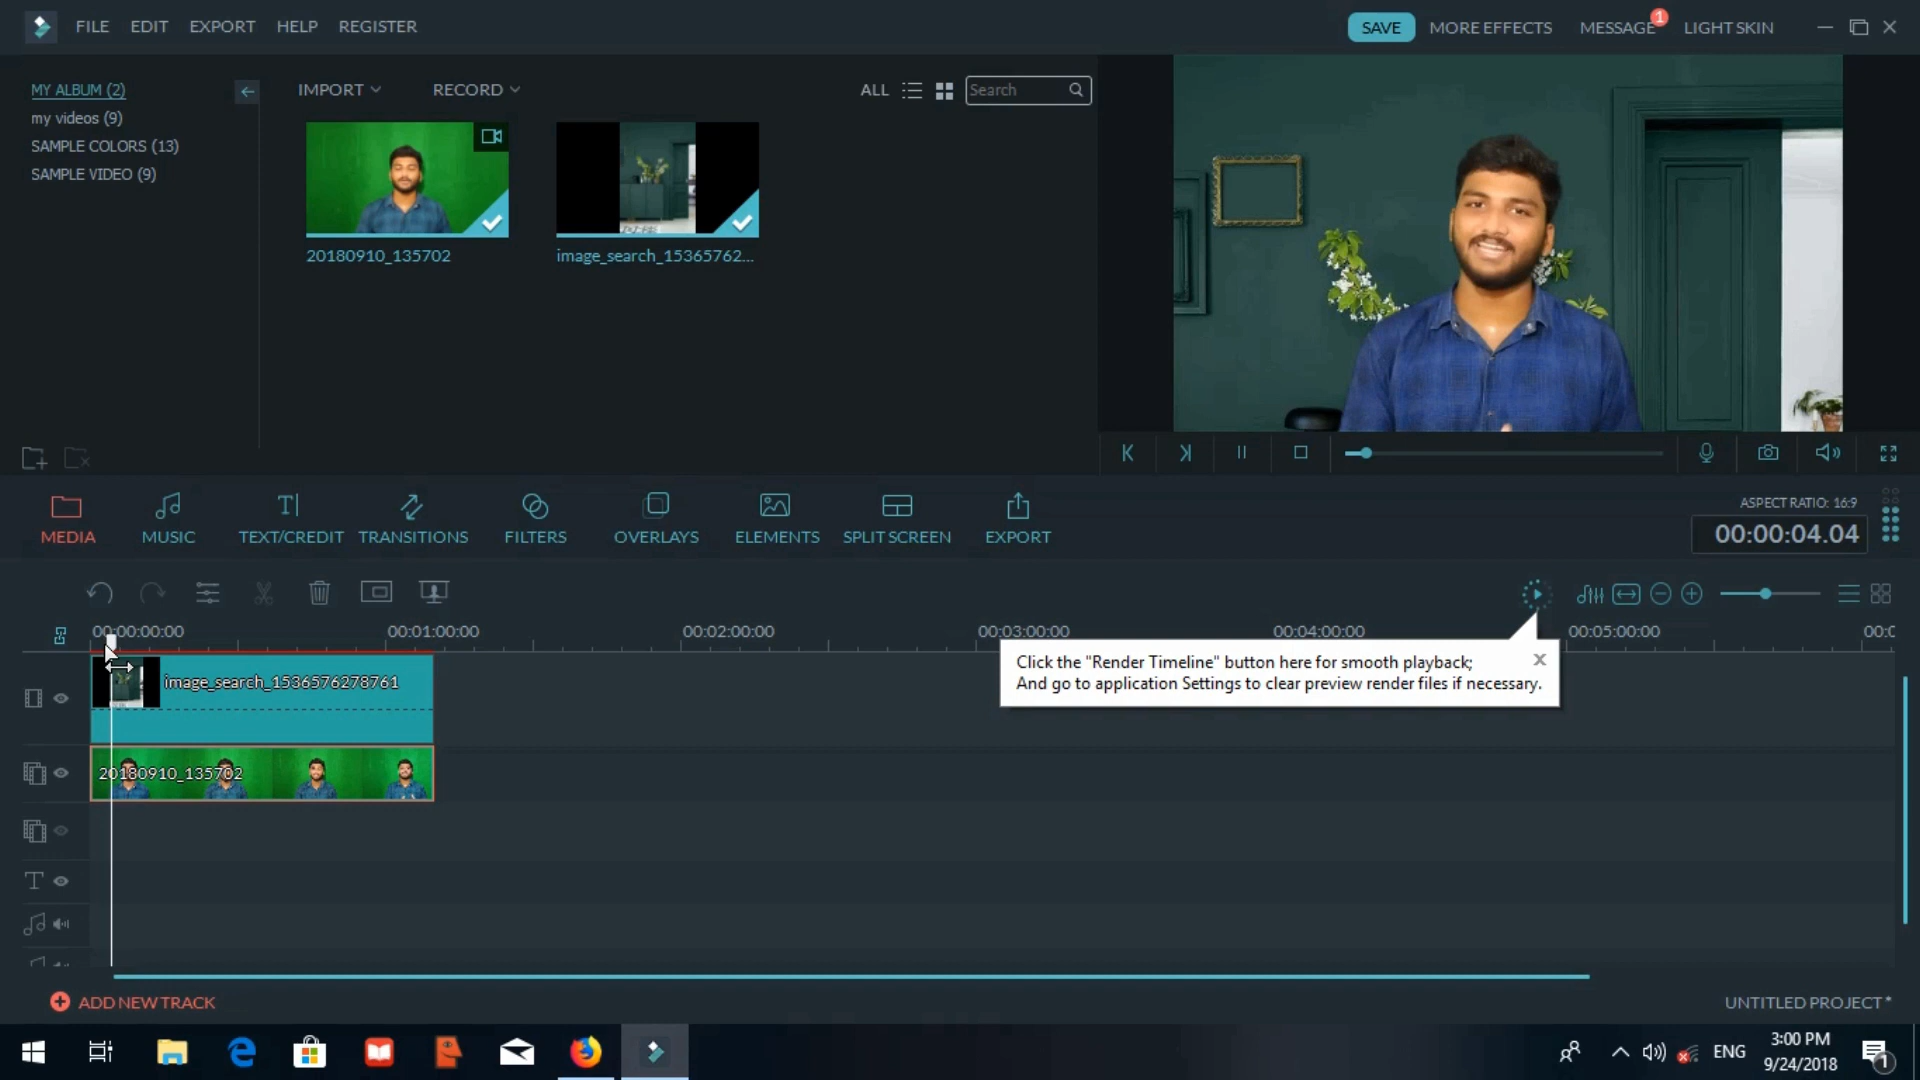 FILE EDIT EXPORT HELP REGISTER
SAVE MORE EFFECTS MESSAGE 1 LIGHT SKIN
MY ALBUM (2)
my videos (9)
SAMPLE COLORS (13)
SAMPLE VIDEO (9)
IMPORT RECORD ALL Search
20180910_135702
image_search_15365762...
MEDIA MUSIC TEXT/CREDIT TRANSITIONS FILTERS OVERLAYS ELEMENTS SPLIT SCREEN EXPORT
ASPECT RATIO: 16:9
00:00:04.04
00:00:00:00 00:01:00:00 00:02:00:00 00:03:00:00 00:04:00:00 00:05:00:00
Click the "Render Timeline" button here for smooth playback;
And go to application Settings to clear preview render files if necessary.
image_search_1536576278761
20180910_135702
ADD NEW TRACK
UNTITLED PROJECT *
ENG
3:00 PM
9/24/2018
1